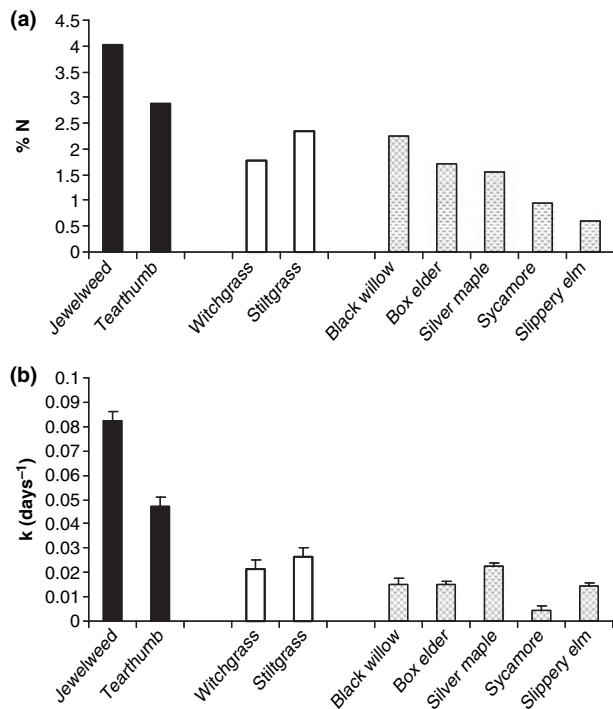 (a)
4.5
4
3.5
3
2.5
2
1.5
1
0.5
0
% N
Jewelweed
Tearthumb
Witchgrass
Stiltgrass
Black willow
Box elder
Silver maple
Sycamore
Slippery elm
(b)
0.1
0.09
0.08
0.07
0.06
0.05
0.04
0.03
0.02
0.01
0
k (days⁻¹)
Jewelweed
Tearthumb
Witchgrass
Stiltgrass
Black willow
Box elder
Silver maple
Sycamore
Slippery elm